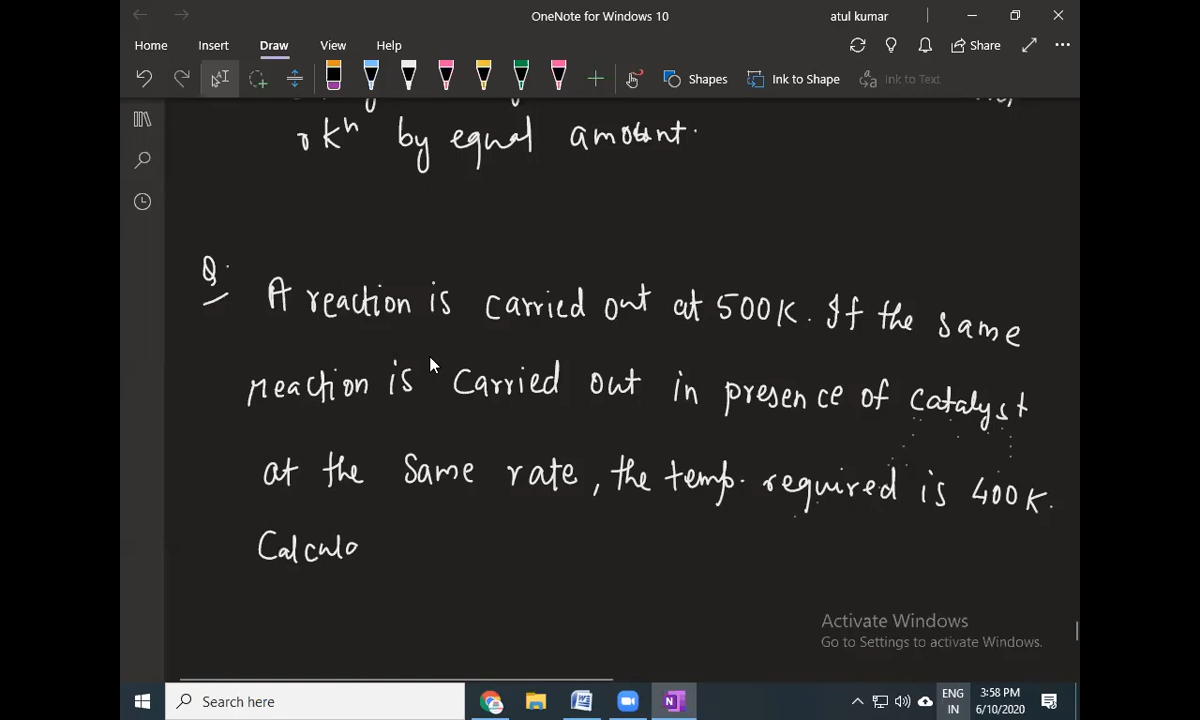 OneNote for Windows 10
atul kumar
Home Insert Draw View Help
Share
Shapes Ink to Shape Ink to Text
by equal amount.
Q.
A reaction is carried out at 500K. If the same
reaction is carried out in presence of catalyst
at the same rate, the temp. required is 400K.
Calcula
Activate Windows
Go to Settings to activate Windows.
Search here
ENG
IN
3:58 PM
6/10/2020